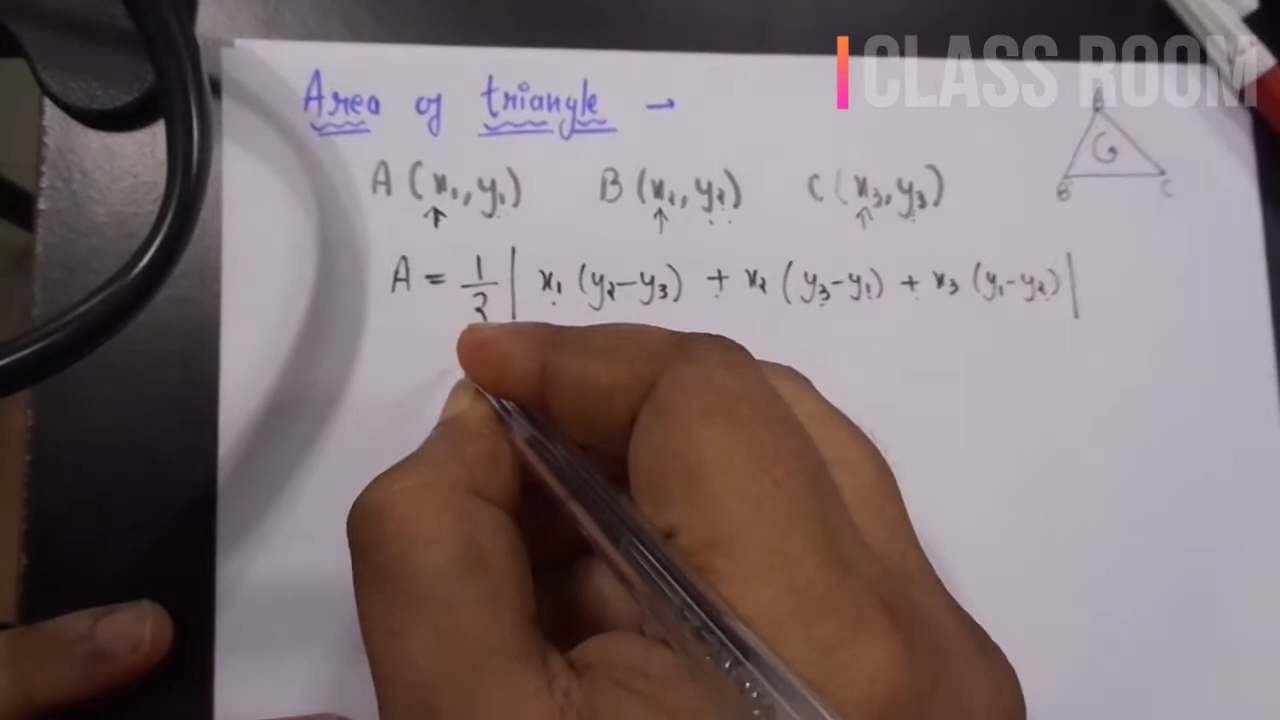 CLASS ROOM
Area of triangle →
A
G
B C
A (x₁, y₁) B (x₂, y₂) C (x₃, y₃)
A = 1/2 | x₁ (y₂-y₃) + x₂ (y₃-y₁) + x₃ (y₁-y₂) |